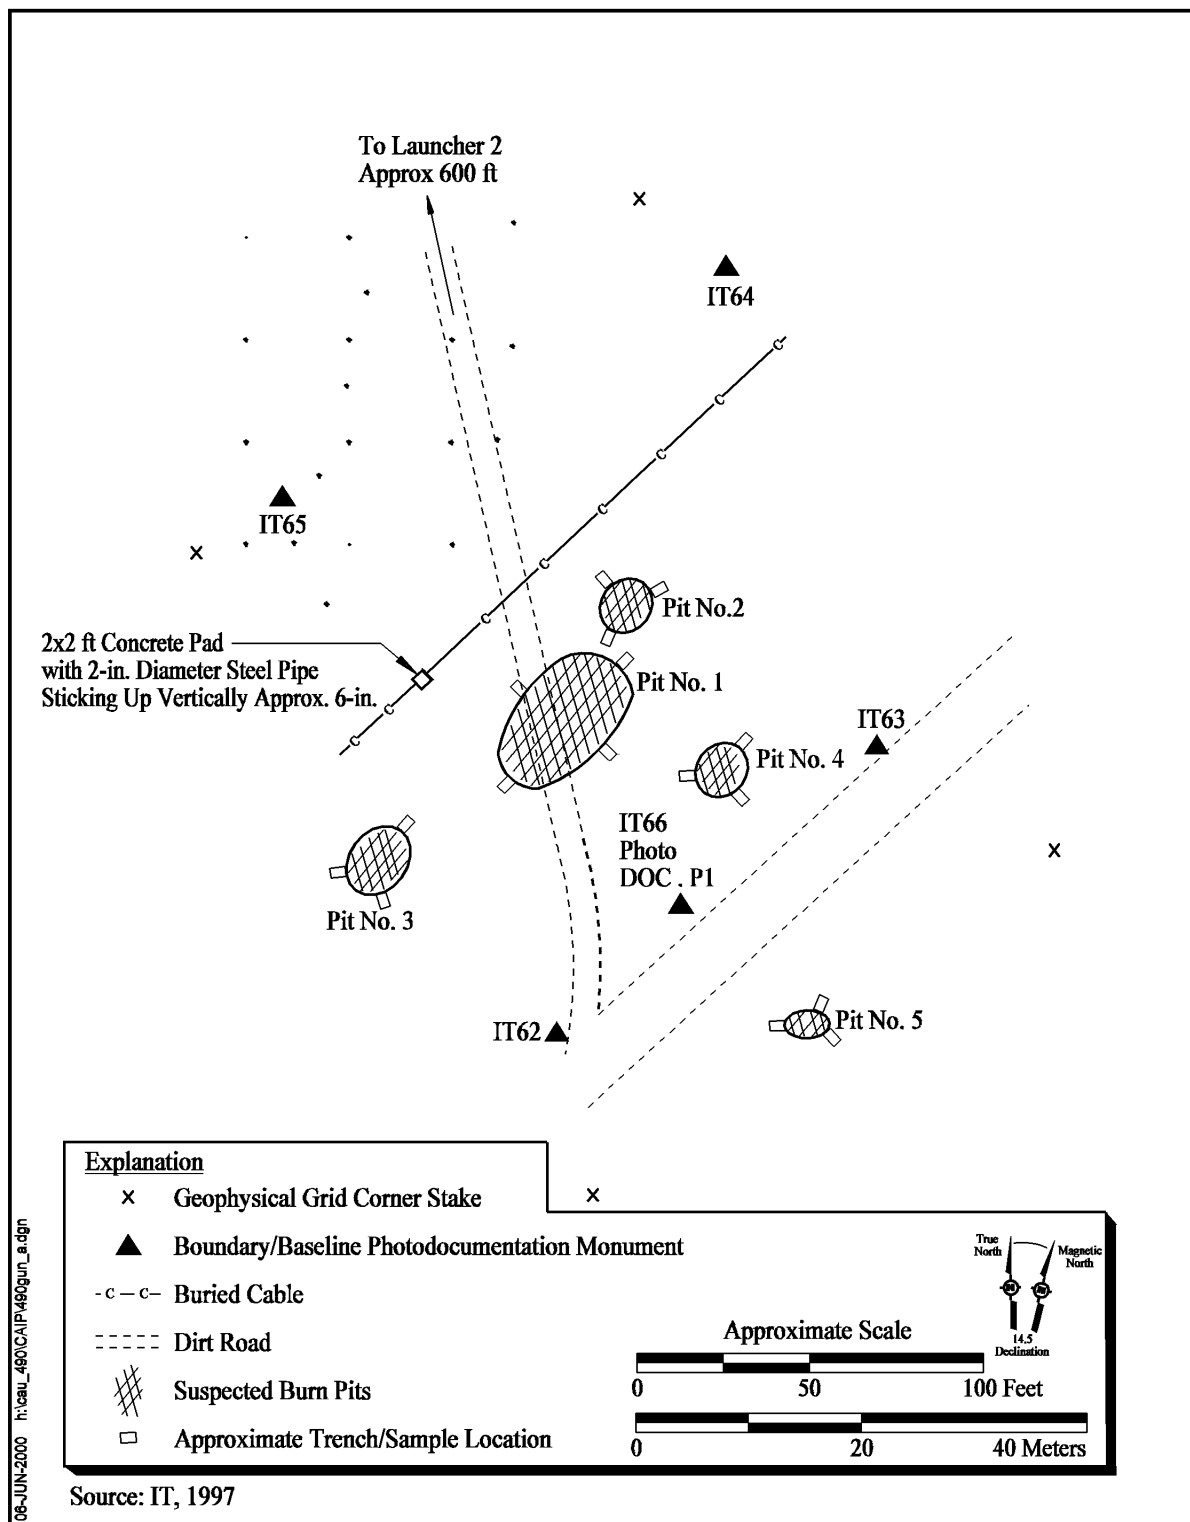 To Launcher 2
Approx 600 ft
IT64
IT65
Pit No.2
2x2 ft Concrete Pad
with 2-in. Diameter Steel Pipe
Sticking Up Vertically Approx. 6-in.
Pit No. 1
IT63
Pit No. 4
IT66
Photo
DOC . P1
Pit No. 3
IT62
Pit No. 5
c c c c c c c c c c
Explanation
x Geophysical Grid Corner Stake
Boundary/Baseline Photodocumentation Monument
- c – c – Buried Cable
Dirt Road
Suspected Burn Pits
Approximate Trench/Sample Location
True
North
Magnetic
North
14.5
Declination
Approximate Scale
0 50 100 Feet
0 20 40 Meters
Source: IT, 1997
06-JUN-2000 h:\cau_490\CAIP\490gun_a.dgn